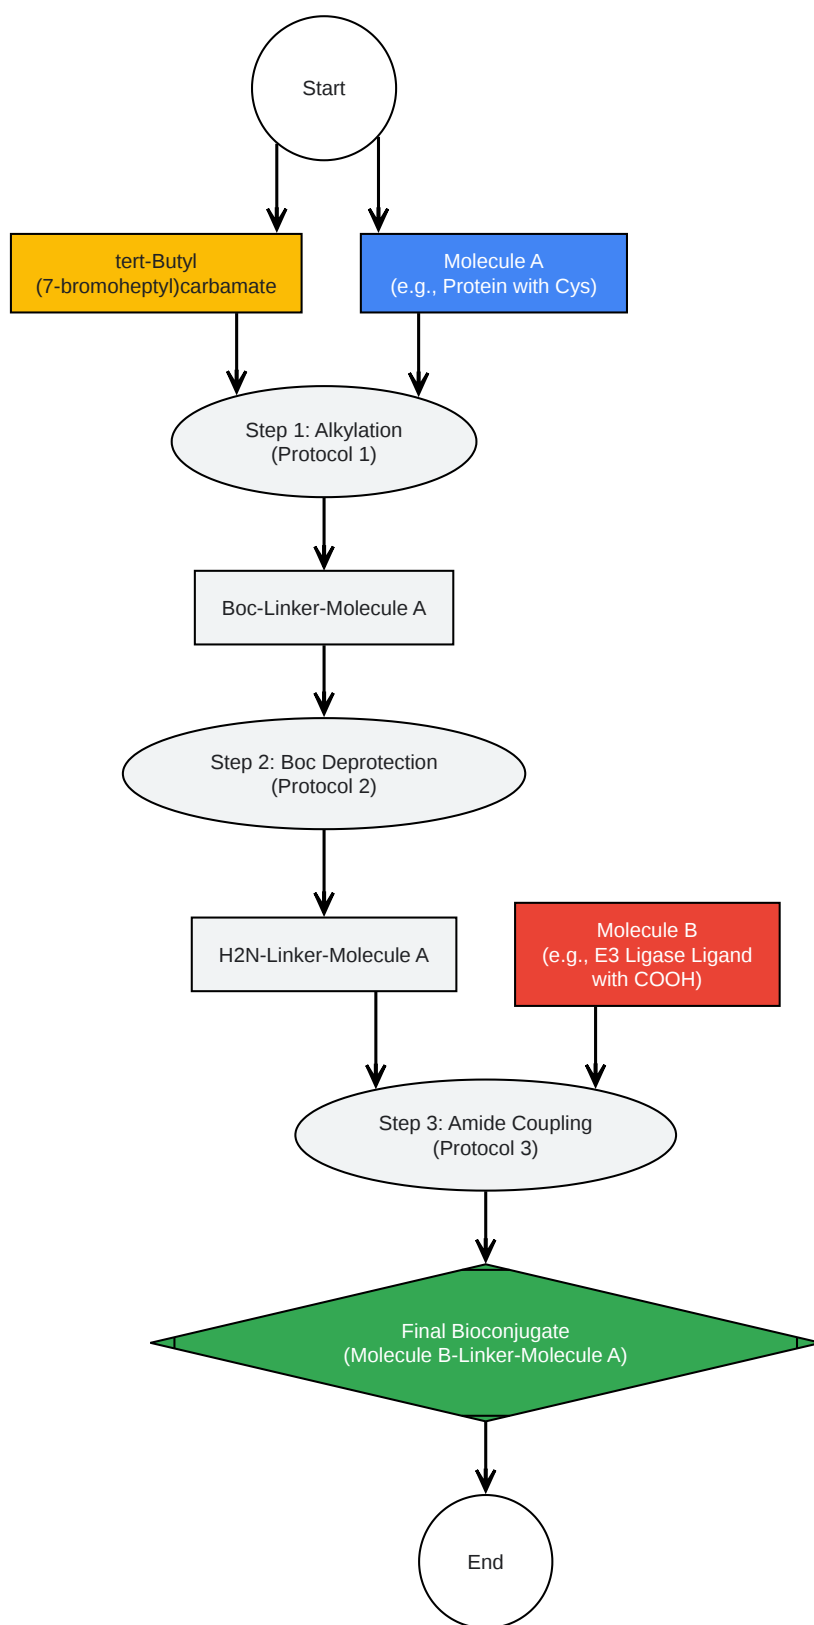 Start
tert-Butyl
(7-bromoheptyl)carbamate
Molecule A
(e.g., Protein with Cys)
Step 1: Alkylation
(Protocol 1)
Boc-Linker-Molecule A
Step 2: Boc Deprotection
(Protocol 2)
H2N-Linker-Molecule A
Molecule B
(e.g., E3 Ligase Ligand
with COOH)
Step 3: Amide Coupling
(Protocol 3)
Final Bioconjugate
(Molecule B-Linker-Molecule A)
End